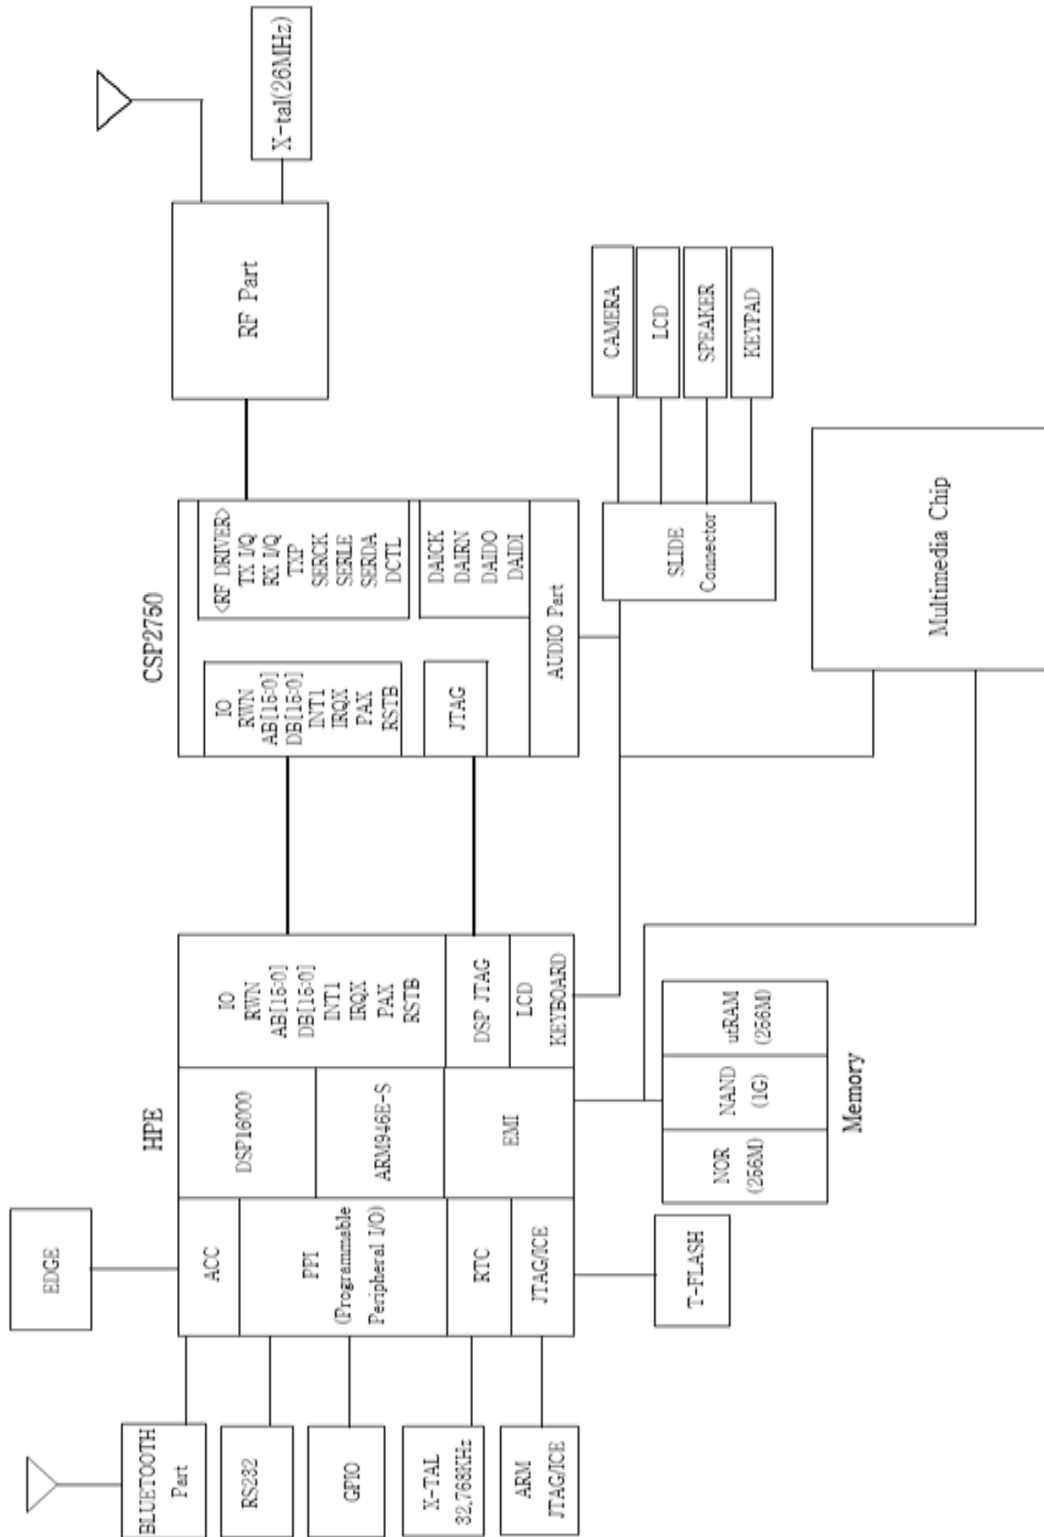 EDGE
BLUETOOTH
Part
RS232
GPIO
X-TAL
32.768KHz
ARM
JTAG/ICE
HPE
ACC
PPI
(Programmable
Peripheral I/O)
RTC
JTAG/ICE
DSP16000
ARM946E-S
EMI
IO
RWN
AB[15:0]
DB[15:0]
INT1
IRQX
PAX
RSTB
DSP JTAG
LCD
KEYBOARD
T-FLASH
NOR
(256M)
NAND
(1G)
utRAM
(256M)
Memory
CSP2750
IO
RWN
AB[15:0]
DB[15:0]
INT1
IRQX
PAX
RSTB
JTAG
<RF DRIVER>
TX I/Q
RX I/Q
TXP
SERCK
SERLE
SERDA
DCTL
DAICK
DAIRN
DAIDO
DAIDI
AUDIO Part
RF Part
X-tal(26MHz)
SLIDE
Connector
CAMERA
LCD
SPEAKER
KEYPAD
Multimedia Chip